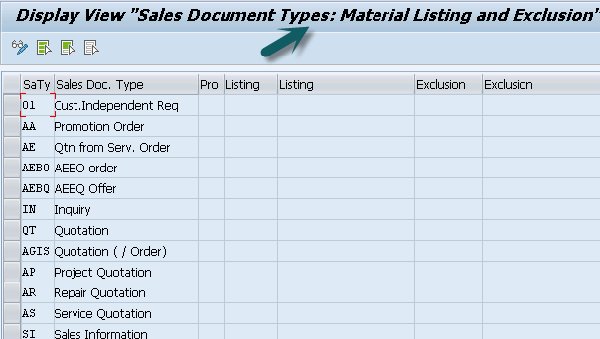 Display View "Sales Document Types: Material Listing and Exclusion"
SaTy Sales Doc. Type Pro Listing Listing Exclusion Exclusicn
01 Cust.Independent Req
AA Promotion Order
AE Qtn from Serv. Order
AEBO AEEO order
AEBQ AEEQ Offer
IN Inquiry
QT Quotation
AGIS Quotation ( / Order)
AP Project Quotation
AR Repair Quotation
AS Service Quotation
SI Sales Information